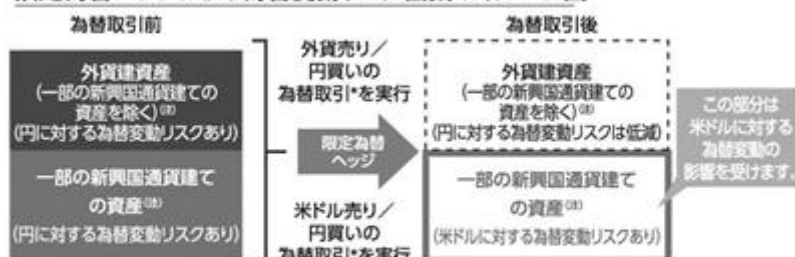 為替取引前
外貨建資産
(一部の新興国通貨建ての
資産を除く)(注)
(円に対する為替変動リスクあり)
一部の新興国通貨建て
の資産(注)
(円に対する為替変動リスクあり)
外貨売り/
円買いの
為替取引*を実行
限定為替
ヘッジ
米ドル売り/
円買いの
為替取引*を実行
為替取引後
外貨建資産
(一部の新興国通貨建ての
資産を除く)(注)
(円に対する為替変動リスクは低減)
一部の新興国通貨建て
の資産(注)
(米ドルに対する為替変動リスクあり)
この部分は
米ドルに対する
為替変動の
影響を受けます。